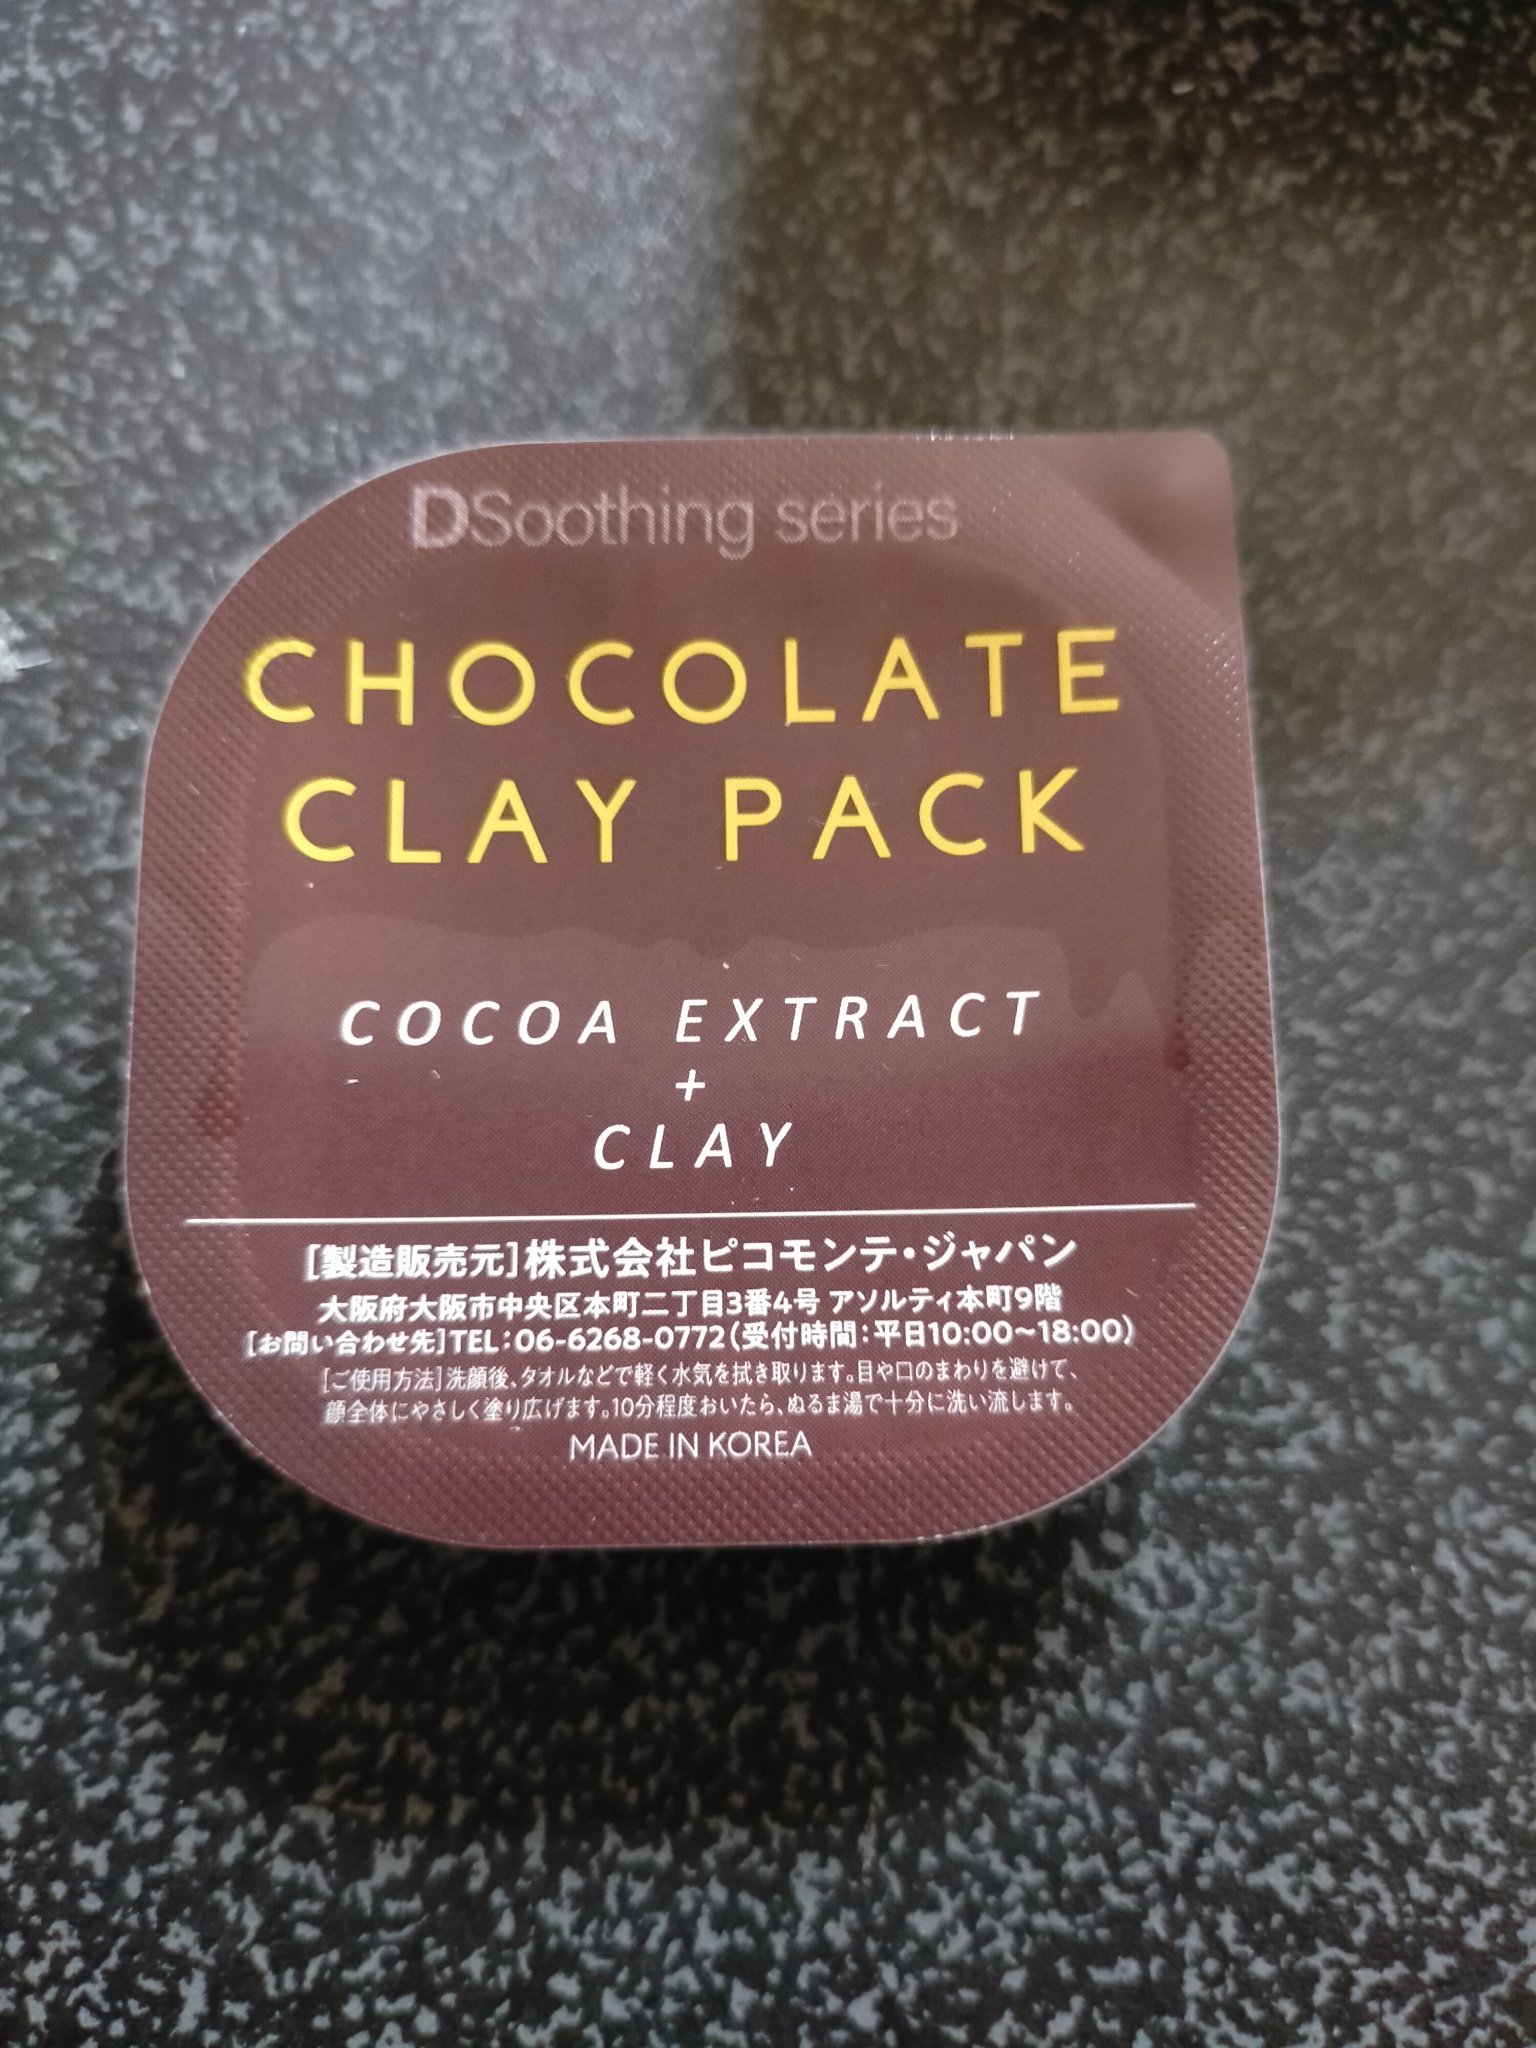 DSoothing series
CHOCOLATE
CLAY PACK
COCOA EXTRACT
+
CLAY
[製造販売元]株式会社ピコモンテ・ジャパン
大阪府大阪市中央区本町二丁目3番4号 アソルティ本町9階
[お問い合わせ先]TEL：06-6268-0772(受付時間：平日10:00〜18:00)
[ご使用方法]洗顔後、タオルなどで軽く水気を拭き取ります。目や口のまわりを避けて、
顔全体にやさしく塗り広げます。10分程度おいたら、ぬるま湯で十分に洗い流します。
MADE IN KOREA